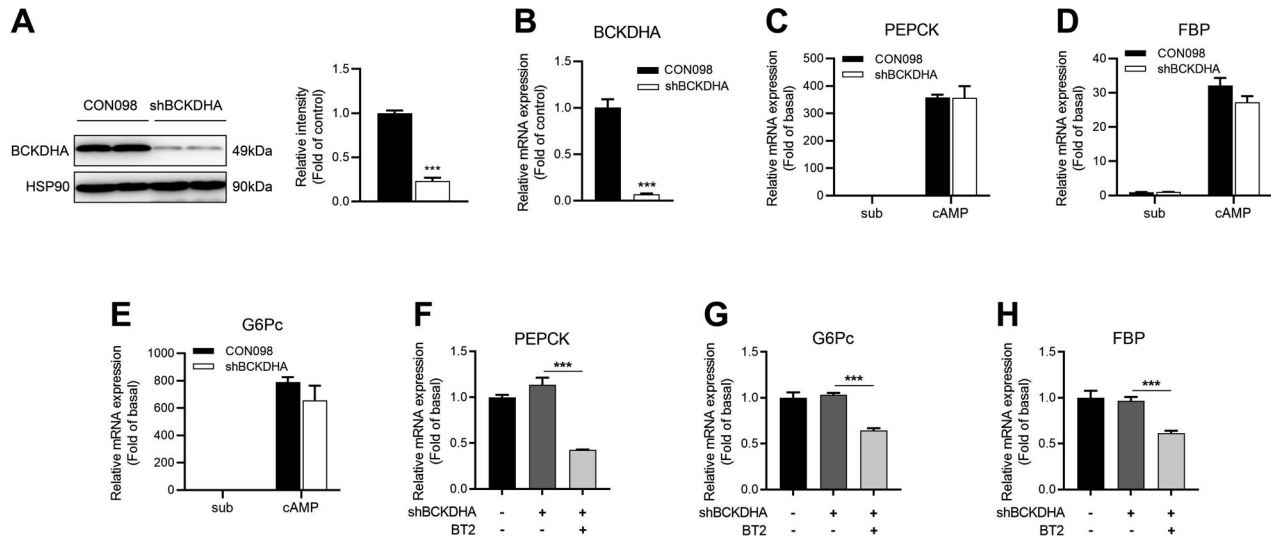 A
CON098 shBCKDHA
BCKDHA 49kDa
HSP90 90kDa
Relative intensity
(Fold of control)
1.5
1.0
0.5
0.0
***
B
BCKDHA
CON098
shBCKDHA
Relative mRNA expression
(Fold of control)
1.5
1.0
0.5
0.0
***
C
PEPCK
CON098
shBCKDHA
Relative mRNA expression
(Fold of basal)
500
400
300
200
100
0
sub cAMP
D
FBP
CON098
shBCKDHA
Relative mRNA expression
(Fold of basal)
40
30
20
10
0
sub cAMP
E
G6Pc
CON098
shBCKDHA
Relative mRNA expression
(Fold of basal)
1000
800
600
400
200
0
sub cAMP
F
PEPCK
Relative mRNA expression
(Fold of basal)
1.5
1.0
0.5
0.0
***
shBCKDHA - + +
BT2 - - +
G
G6Pc
Relative mRNA expression
(Fold of basal)
1.5
1.0
0.5
0.0
***
shBCKDHA - + +
BT2 - - +
H
FBP
Relative mRNA expression
(Fold of basal)
1.5
1.0
0.5
0.0
***
shBCKDHA - + +
BT2 - - +